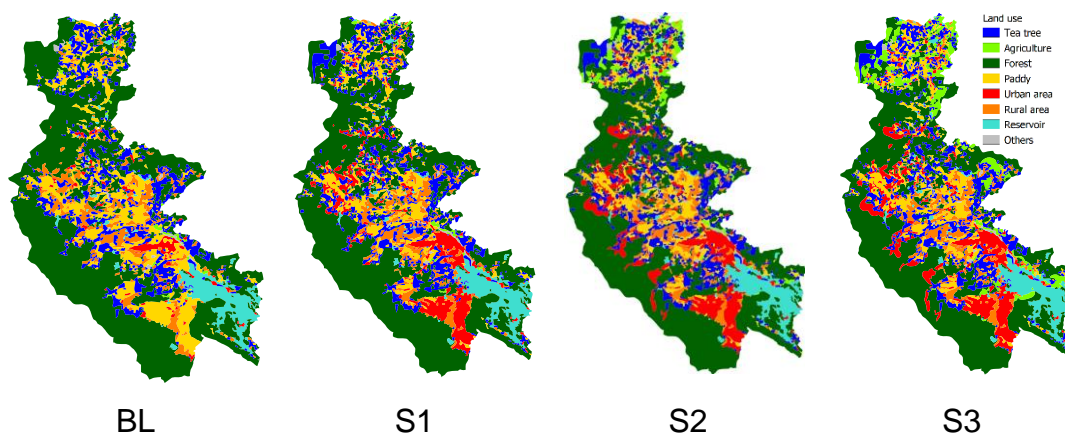 Land use
Tea tree
Agriculture
Forest
Paddy
Urban area
Rural area
Reservoir
Others
BL
S1
S2
S3